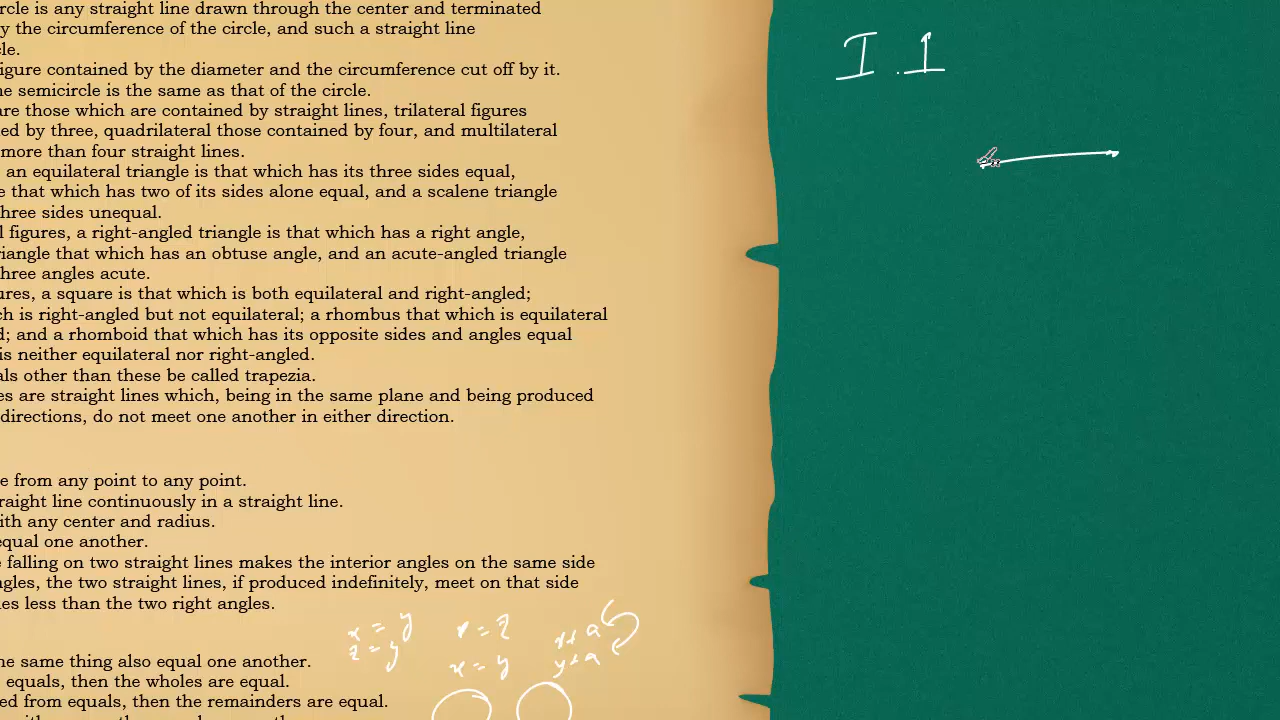 rcle is any straight line drawn through the center and terminated
y the circumference of the circle, and such a straight line
cle.
igure contained by the diameter and the circumference cut off by it.
he semicircle is the same as that of the circle.
are those which are contained by straight lines, trilateral figures
ed by three, quadrilateral those contained by four, and multilateral
more than four straight lines.
an equilateral triangle is that which has its three sides equal,
e that which has two of its sides alone equal, and a scalene triangle
hree sides unequal.
l figures, a right-angled triangle is that which has a right angle,
riangle that which has an obtuse angle, and an acute-angled triangle
hree angles acute.
ures, a square is that which is both equilateral and right-angled;
ch is right-angled but not equilateral; a rhombus that which is equilateral
d; and a rhomboid that which has its opposite sides and angles equal
is neither equilateral nor right-angled.
als other than these be called trapezia.
es are straight lines which, being in the same plane and being produced
directions, do not meet one another in either direction.
e from any point to any point.
raight line continuously in a straight line.
ith any center and radius.
equal one another.
e falling on two straight lines makes the interior angles on the same side
ngles, the two straight lines, if produced indefinitely, meet on that side
les less than the two right angles.
he same thing also equal one another.
equals, then the wholes are equal.
ed from equals, then the remainders are equal.
I.1
x = y
z = y
x = y
x + a
y + a